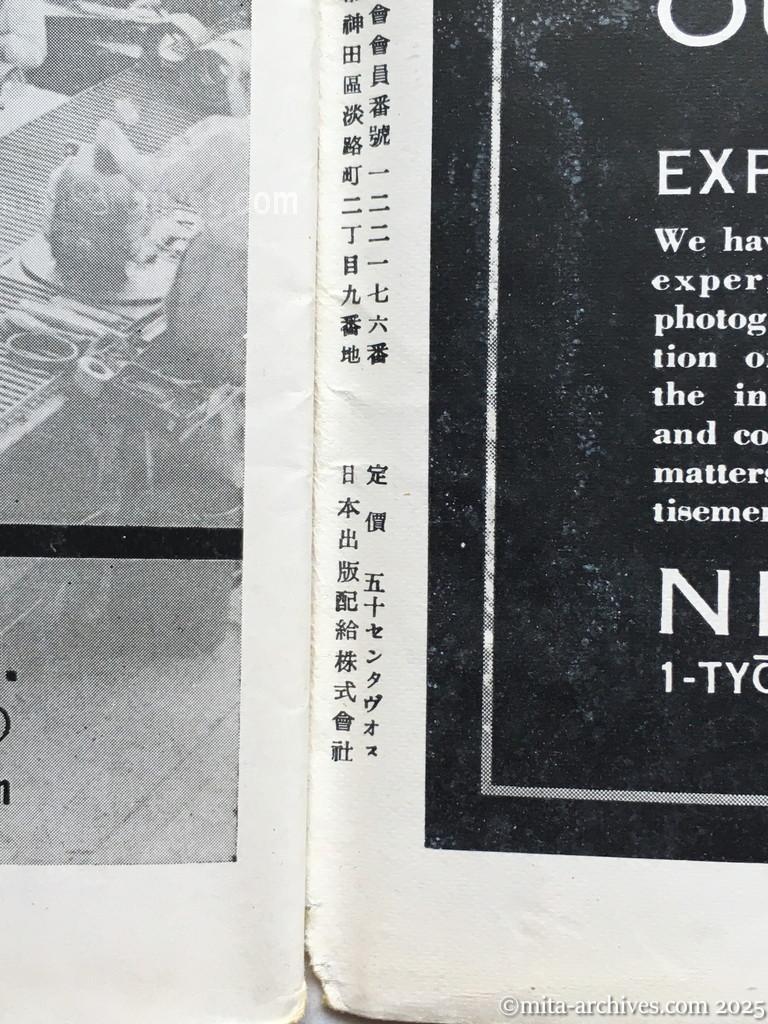 會會員番號 一二二一七六番
神田區淡路町二丁目九番地
定價 五十センタヴオス
日本出版配給株式會社
EXP
We hav
exper
photog
tion o
the in
and co
matters
tisemen
1-TYŌ
©mita-archives.com 2025